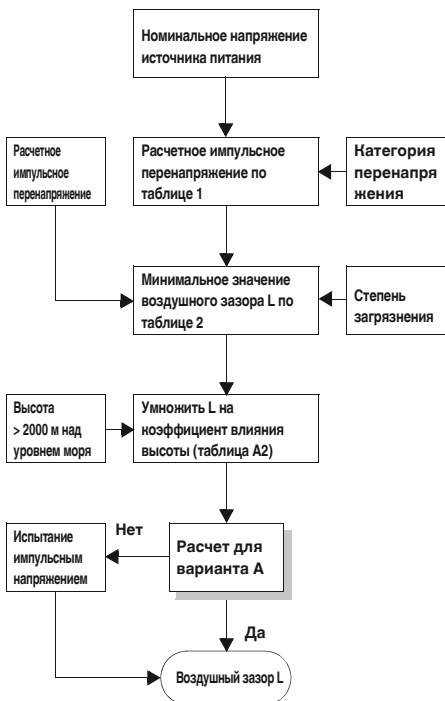 Номинальное напряжение
источника питания
Расчетное
импульсное
перенапряжение
Расчетное импульсное
перенапряжение по
таблице 1
Категория
перенапря
жения
Минимальное значение
воздушного зазора L по
таблице 2
Степень
загрязнения
Высота
> 2000 м над
уровнем моря
Умножить L на
коэффициент влияния
высоты (таблица A2)
Нет
Испытание
импульсным
напряжением
Расчет для
варианта A
Да
Воздушный зазор L